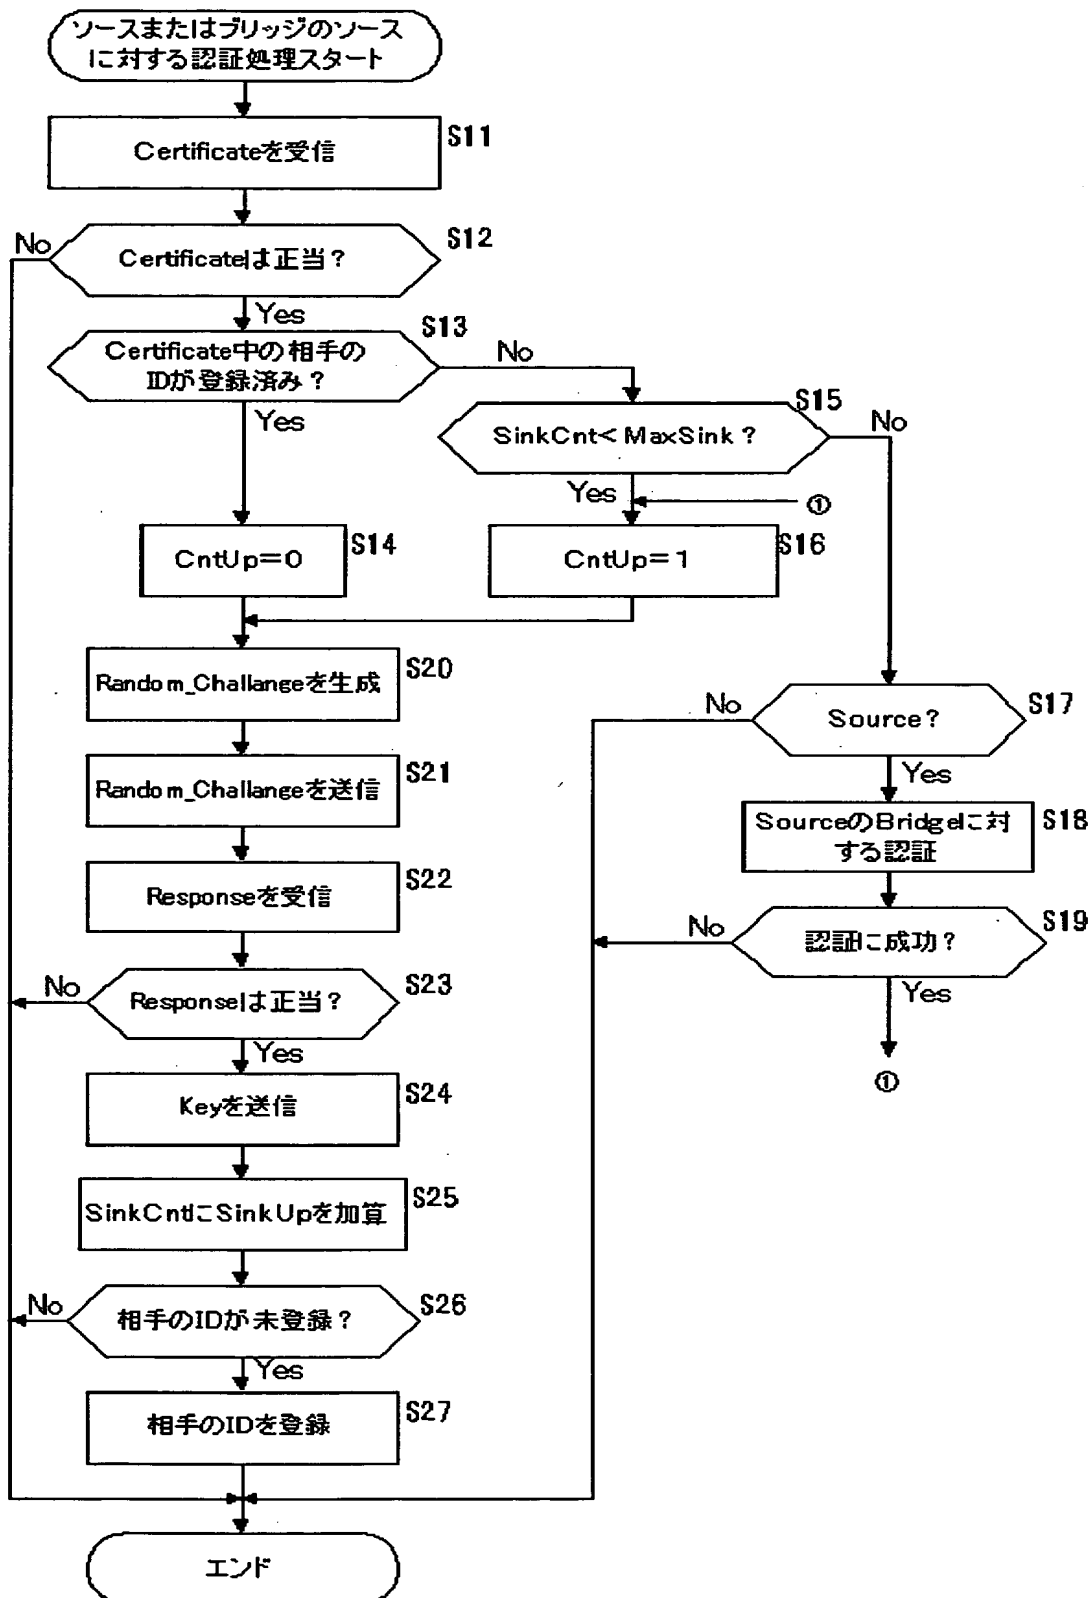 ソースまたはブリッジのソース
に対する認証処理スタート
Certificateを受信
S11
Certificateは正当？
S12
No
Yes
Certificate中の相手の
IDが登録済み？
S13
No
Yes
SinkCnt＜MaxSink？
S15
No
Yes
①
CntUp＝0
S14
CntUp＝1
S16
Random_Challangeを生成
S20
Source？
S17
No
Yes
Random_Challangeを送信
S21
SourceのBridgeに対
する認証
S18
Responseを受信
S22
認証に成功？
S19
No
Yes
①
Responseは正当？
S23
No
Yes
Keyを送信
S24
SinkCntにSinkUpを加算
S25
相手のIDが未登録？
S26
No
Yes
相手のIDを登録
S27
エンド